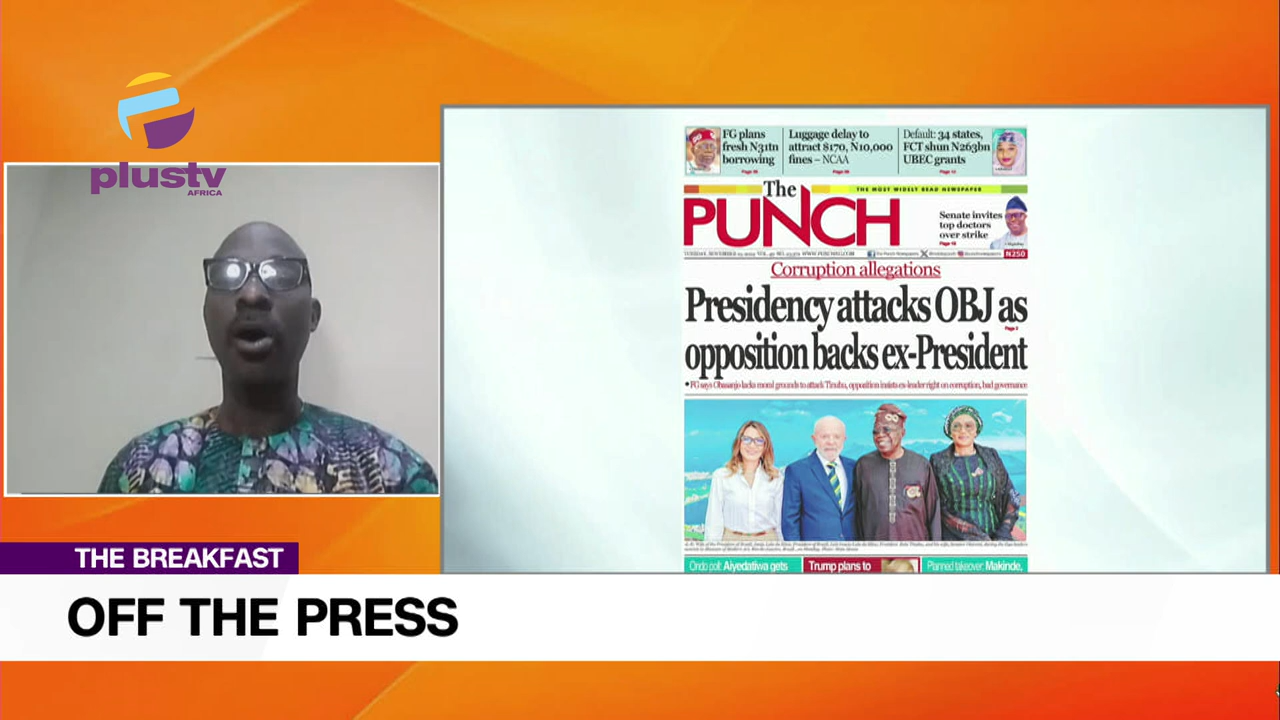 plustv
AFRICA
FG plans
fresh N31tn
borrowing
Luggage delay to
attract $170, N10,000
fines – NCAA
Default: 34 states,
FCT shun N263bn
UBEC grants
The
PUNCH
THE MOST WIDELY READ NEWSPAPER
Senate invites
top doctors
over strike
N250
Corruption allegations
Presidency attacks OBJ as
opposition backs ex-President
FG says Obasanjo lacks moral grounds to attack Tinubu, opposition insists ex-leader right on corruption, bad governance
Ondo poll: Aiyedatiwa gets
Trump plans to
Planned takeover: Makinde,
THE BREAKFAST
OFF THE PRESS